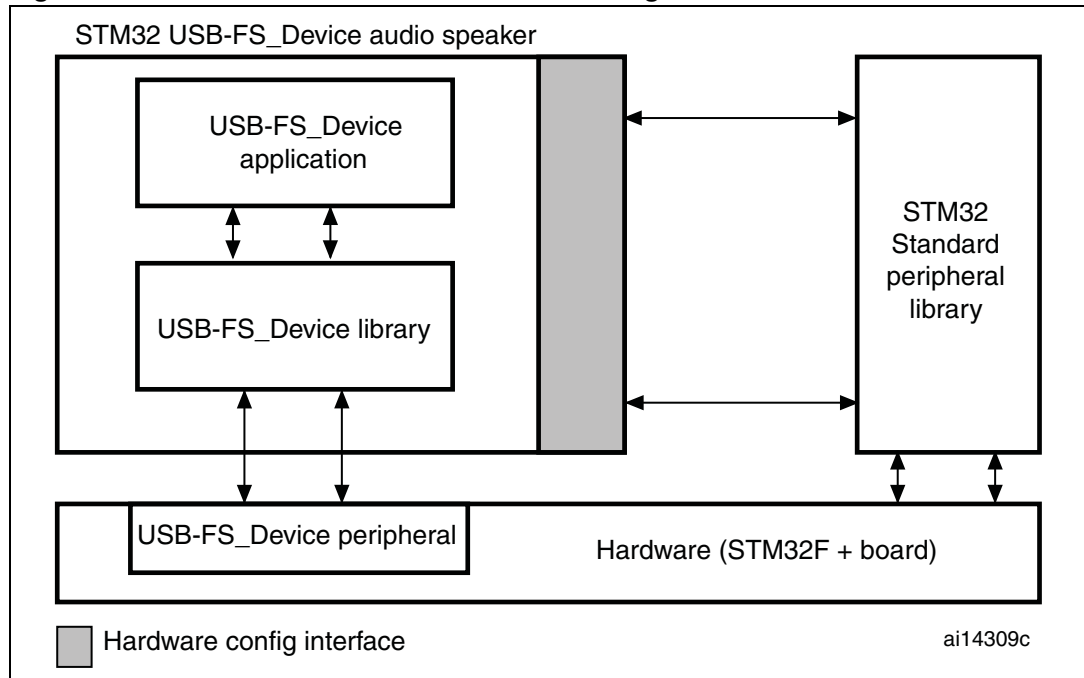 STM32 USB-FS_Device audio speaker
USB-FS_Device
application
USB-FS_Device library
STM32
Standard
peripheral
library
USB-FS_Device peripheral
Hardware (STM32F + board)
Hardware config interface
ai14309c